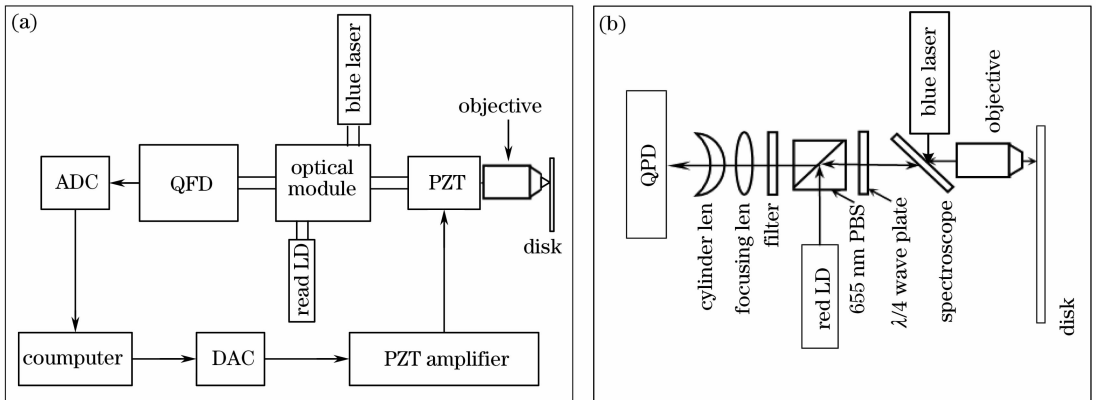 (a)
blue laser
objective
ADC
QFD
optical
module
PZT
disk
read LD
coumputer
DAC
PZT amplifier
(b)
blue laser
objective
QPD
cylinder len
focusing len
filter
red LD
655 nm PBS
λ/4 wave plate
spectroscope
disk